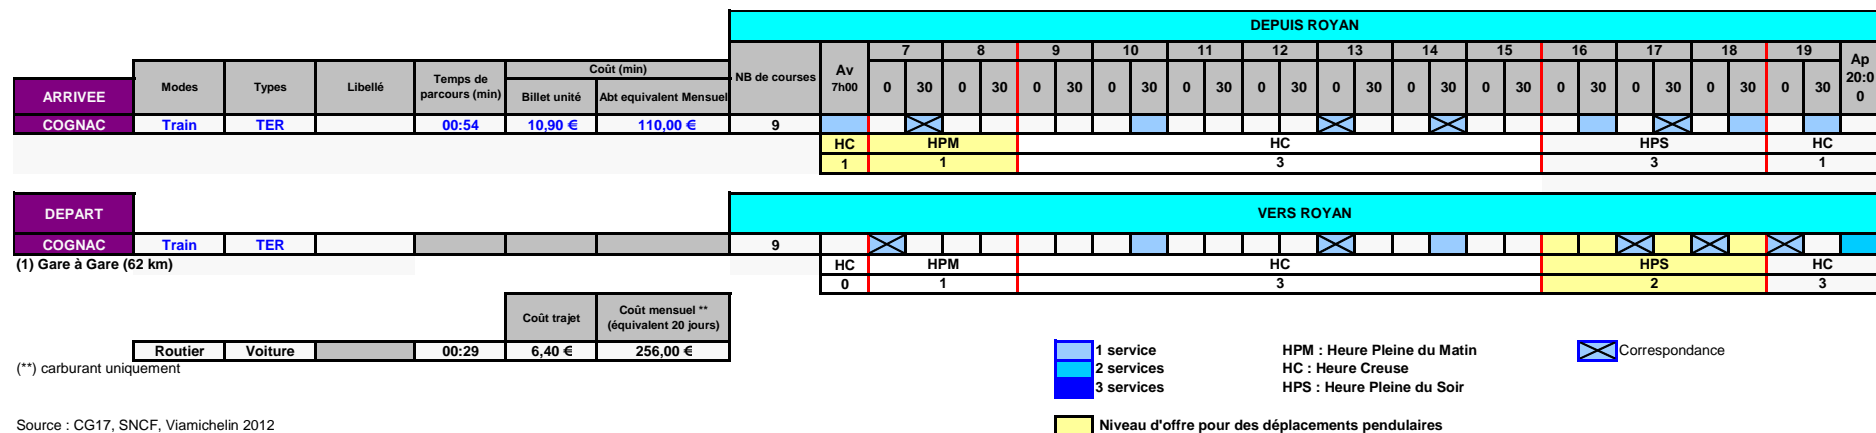 DEPUIS ROYAN
7 8 9 10 11 12 13 14 15 16 17 18 19
ARRIVEE Modes Types Libellé Temps de parcours (min) Coût (min) Billet unité Abt equivalent Mensuel NB de courses Av 7h00 0 30 0 30 0 30 0 30 0 30 0 30 0 30 0 30 0 30 0 30 0 30 0 30 0 30 Ap 20:00
COGNAC Train TER 00:54 10,90 € 110,00 € 9
HC HPM HC HPS HC
1 1 3 3 1
DEPART VERS ROYAN
COGNAC Train TER 9
(1) Gare à Gare (62 km) HC HPM HC HPS HC
0 1 3 2 3
Coût trajet Coût mensuel ** (équivalent 20 jours)
Routier Voiture 00:29 6,40 € 256,00 €
(**) carburant uniquement
1 service HPM : Heure Pleine du Matin Correspondance
2 services HC : Heure Creuse
3 services HPS : Heure Pleine du Soir
Source : CG17, SNCF, Viamichelin 2012 Niveau d'offre pour des déplacements pendulaires